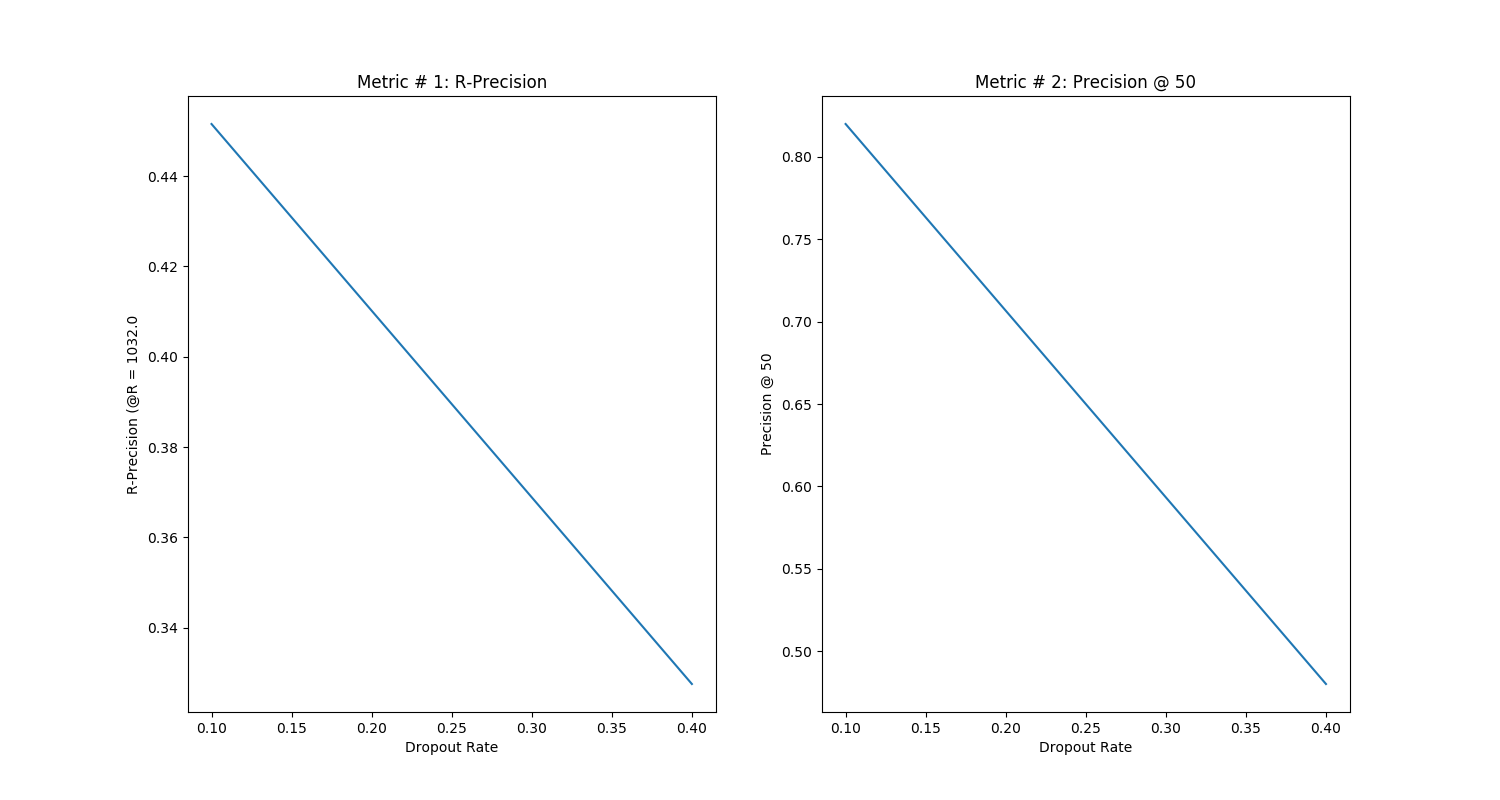 Metric # 1: R-Precision
R-Precision (@R = 1032.0
0.44
0.42
0.40
0.38
0.36
0.34
0.10 0.15 0.20 0.25 0.30 0.35 0.40
Dropout Rate
Metric # 2: Precision @ 50
Precision @ 50
0.80
0.75
0.70
0.65
0.60
0.55
0.50
0.10 0.15 0.20 0.25 0.30 0.35 0.40
Dropout Rate